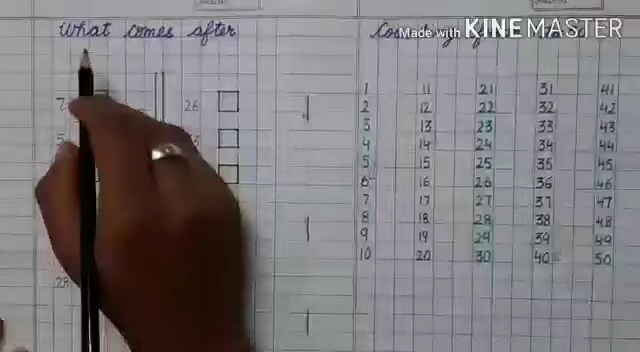 What comes after
Made with KINEMASTER
7
26
5
28
1 11 21 31 41
2 12 22 32 42
3 13 23 33 43
4 14 24 34 44
5 15 25 35 45
6 16 26 36 46
7 17 27 37 47
8 18 28 38 48
9 19 29 39 49
10 20 30 40 50